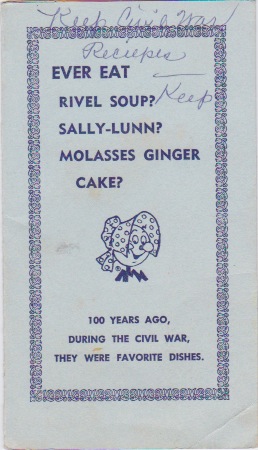 Keep Civil War
Reciepes
Keep
EVER EAT
RIVEL SOUP?
SALLY-LUNN?
MOLASSES GINGER
CAKE?
100 YEARS AGO,
DURING THE CIVIL WAR,
THEY WERE FAVORITE DISHES.